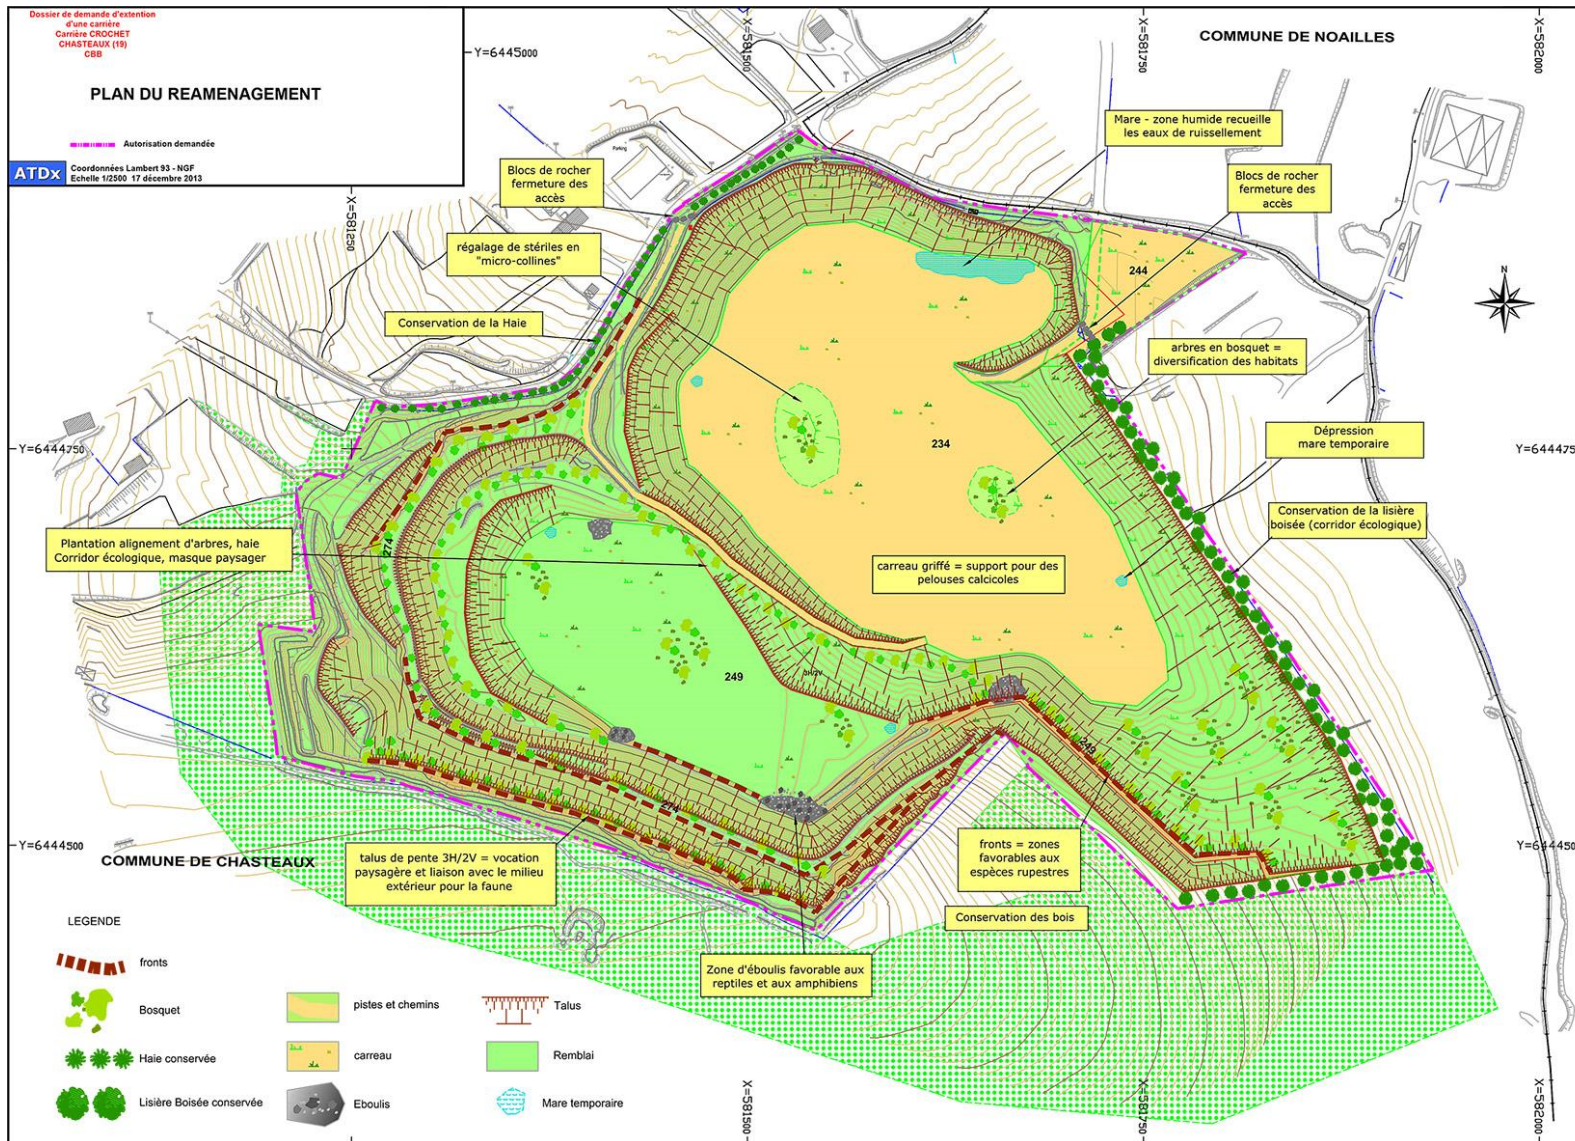 Dossier de demande d'extention
d'une carrière
Carrière CROCHET
CHASTEAUX (19)
CBB
PLAN DU REAMENAGEMENT
Autorisation demandée
ATDx
Coordonnées Lambert 93 - NGF
Echelle 1/2500 17 décembre 2013
X=581250
X=581500
X=581750
X=582000
Y=6445000
COMMUNE DE NOAILLES
Parking
Mare - zone humide recueille
les eaux de ruissellement
Blocs de rocher
fermeture des
accès
Blocs de rocher
fermeture des
accès
régalage de stériles en
"micro-collines"
244
N
Conservation de la Haie
arbres en bosquet =
diversification des habitats
Dépression
mare temporaire
Y=6444750
234
Y=644475
Conservation de la lisière
boisée (corridor écologique)
Plantation alignement d'arbres, haie
Corridor écologique, masque paysager
274
carreau griffé = support pour des
pelouses calcicoles
249
3H/2V
249
274
Y=6444500
Y=644450
COMMUNE DE CHASTEAUX
talus de pente 3H/2V = vocation
paysagère et liaison avec le milieu
extérieur pour la faune
fronts = zones
favorables aux
espèces rupestres
Conservation des bois
Zone d'éboulis favorable aux
reptiles et aux amphibiens
LEGENDE
fronts
Bosquet
Haie conservée
Lisière Boisée conservée
pistes et chemins
carreau
Eboulis
Talus
Remblai
Mare temporaire
X=581500
X=581750
X=582000